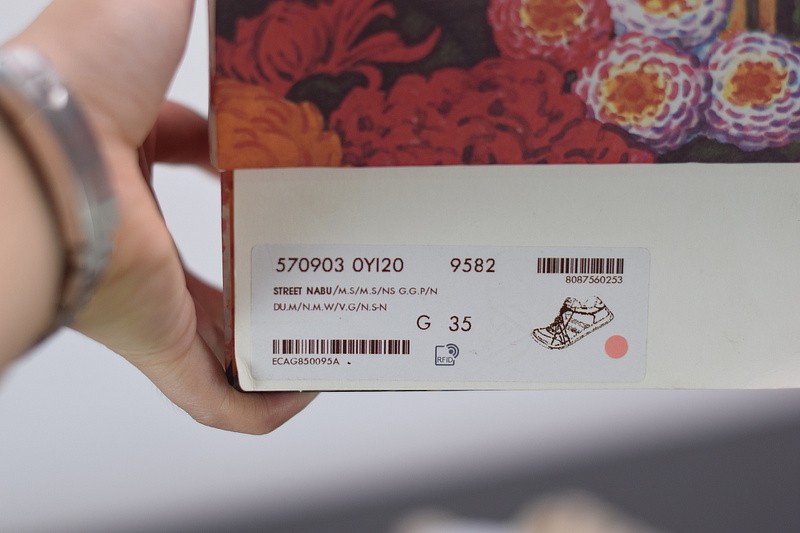 570903 0YI20 9582
8087560253
STREET NABU/M.S/M.S/NS G.G.P/N
DU.M/N.M.W/V.G/N.S-N
G 35
RFID
ECAG850095A